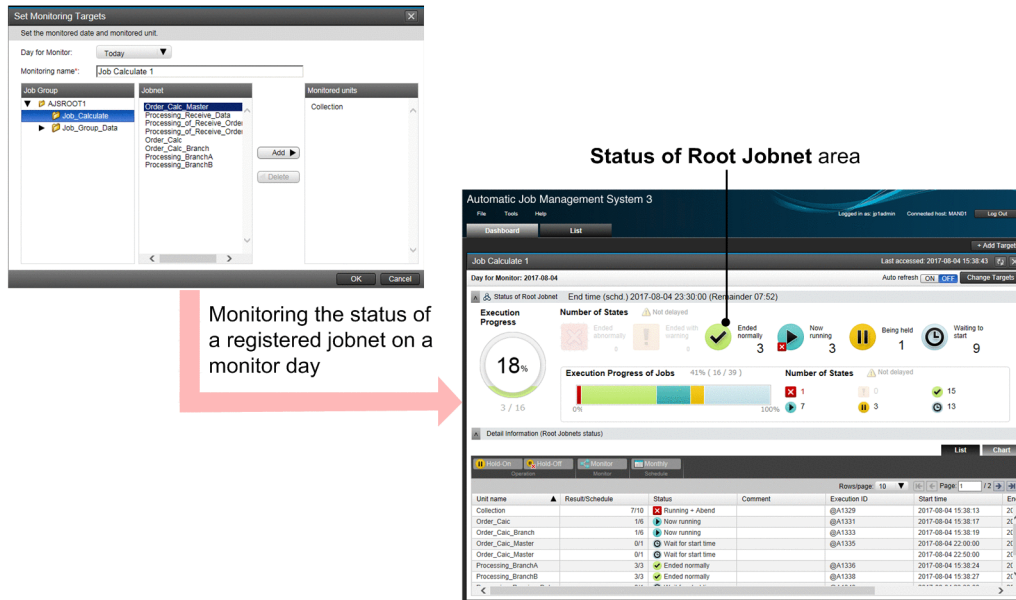 Set Monitoring Targets
Set the monitored date and monitored unit.
Day for Monitor: Today
Monitoring name*: Job Calculate 1
Job Group
AJSROOT1
Job_Calculate
Job_Group_Data
Jobnet
Order_Calc_Master
Processing_Receive_Data
Processing_of_Receive_Order
Processing_of_Receive_Order
Order_Calc
Order_Calc_Branch
Processing_BranchA
Processing_BranchB
Add
Delete
Monitored units
Collection
OK Cancel
Monitoring the status of
a registered jobnet on a
monitor day
Status of Root Jobnet area
Automatic Job Management System 3
File Tools Help
Logged in as: jp1admin Connected host: MAN01 Log Out
Dashboard List
+ Add Target
Job Calculate 1
Last accessed: 2017-08-04 15:38:43
Day for Monitor: 2017-08-04
Auto refresh ON OFF Change Targets
Status of Root Jobnet End time (schd.) 2017-08-04 23:30:00 (Remainder 07:52)
Execution
Progress
18%
3 / 16
Number of States Not delayed
Ended
abnormally
0
Ended with
warning
0
Ended
normally
3
Now
running
3
Being held
1
Waiting to
start
9
Execution Progress of Jobs 41% ( 16 / 39 )
0% 100%
Number of States Not delayed
1 0 15
7 3 13
Detail Information (Root Jobnets status)
List Chart
Hold-On Hold-Off Monitor Monthly
Operation Monitor Schedule
Rows/page: 10 Page: 1 / 2
Unit name Result/Schedule Status Comment Execution ID Start time En
Collection 7/10 Running + Abend @A1329 2017-08-04 15:38:13 20
Order_Calc 1/6 Now running @A1331 2017-08-04 15:38:17 20
Order_Calc_Branch 1/6 Now running @A1333 2017-08-04 15:38:19 20
Order_Calc_Master 0/1 Wait for start time @A1335 2017-08-04 22:00:00 20
Order_Calc_Master 0/1 Wait for start time 2017-08-04 22:50:00 20
Processing_BranchA 3/3 Ended normally @A1336 2017-08-04 15:38:24 20
Processing_BranchB 3/3 Ended normally @A1338 2017-08-04 15:38:27 20